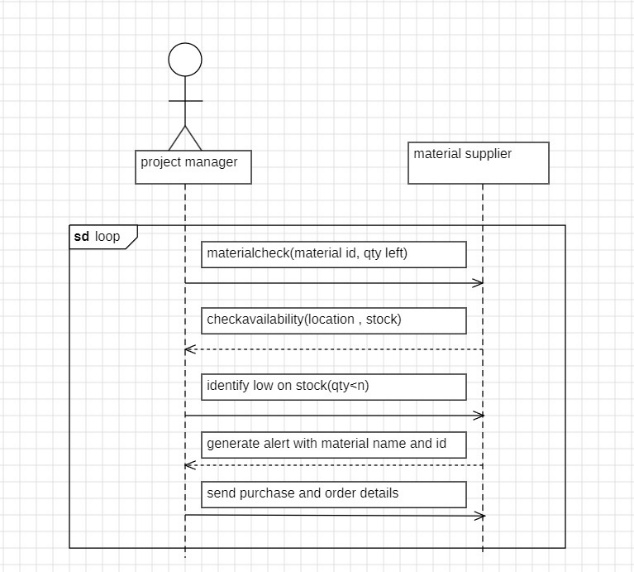 project manager
material supplier
sd loop
materialcheck(material id, qty left)
checkavailability(location , stock)
identify low on stock(qty<n)
generate alert with material name and id
send purchase and order details